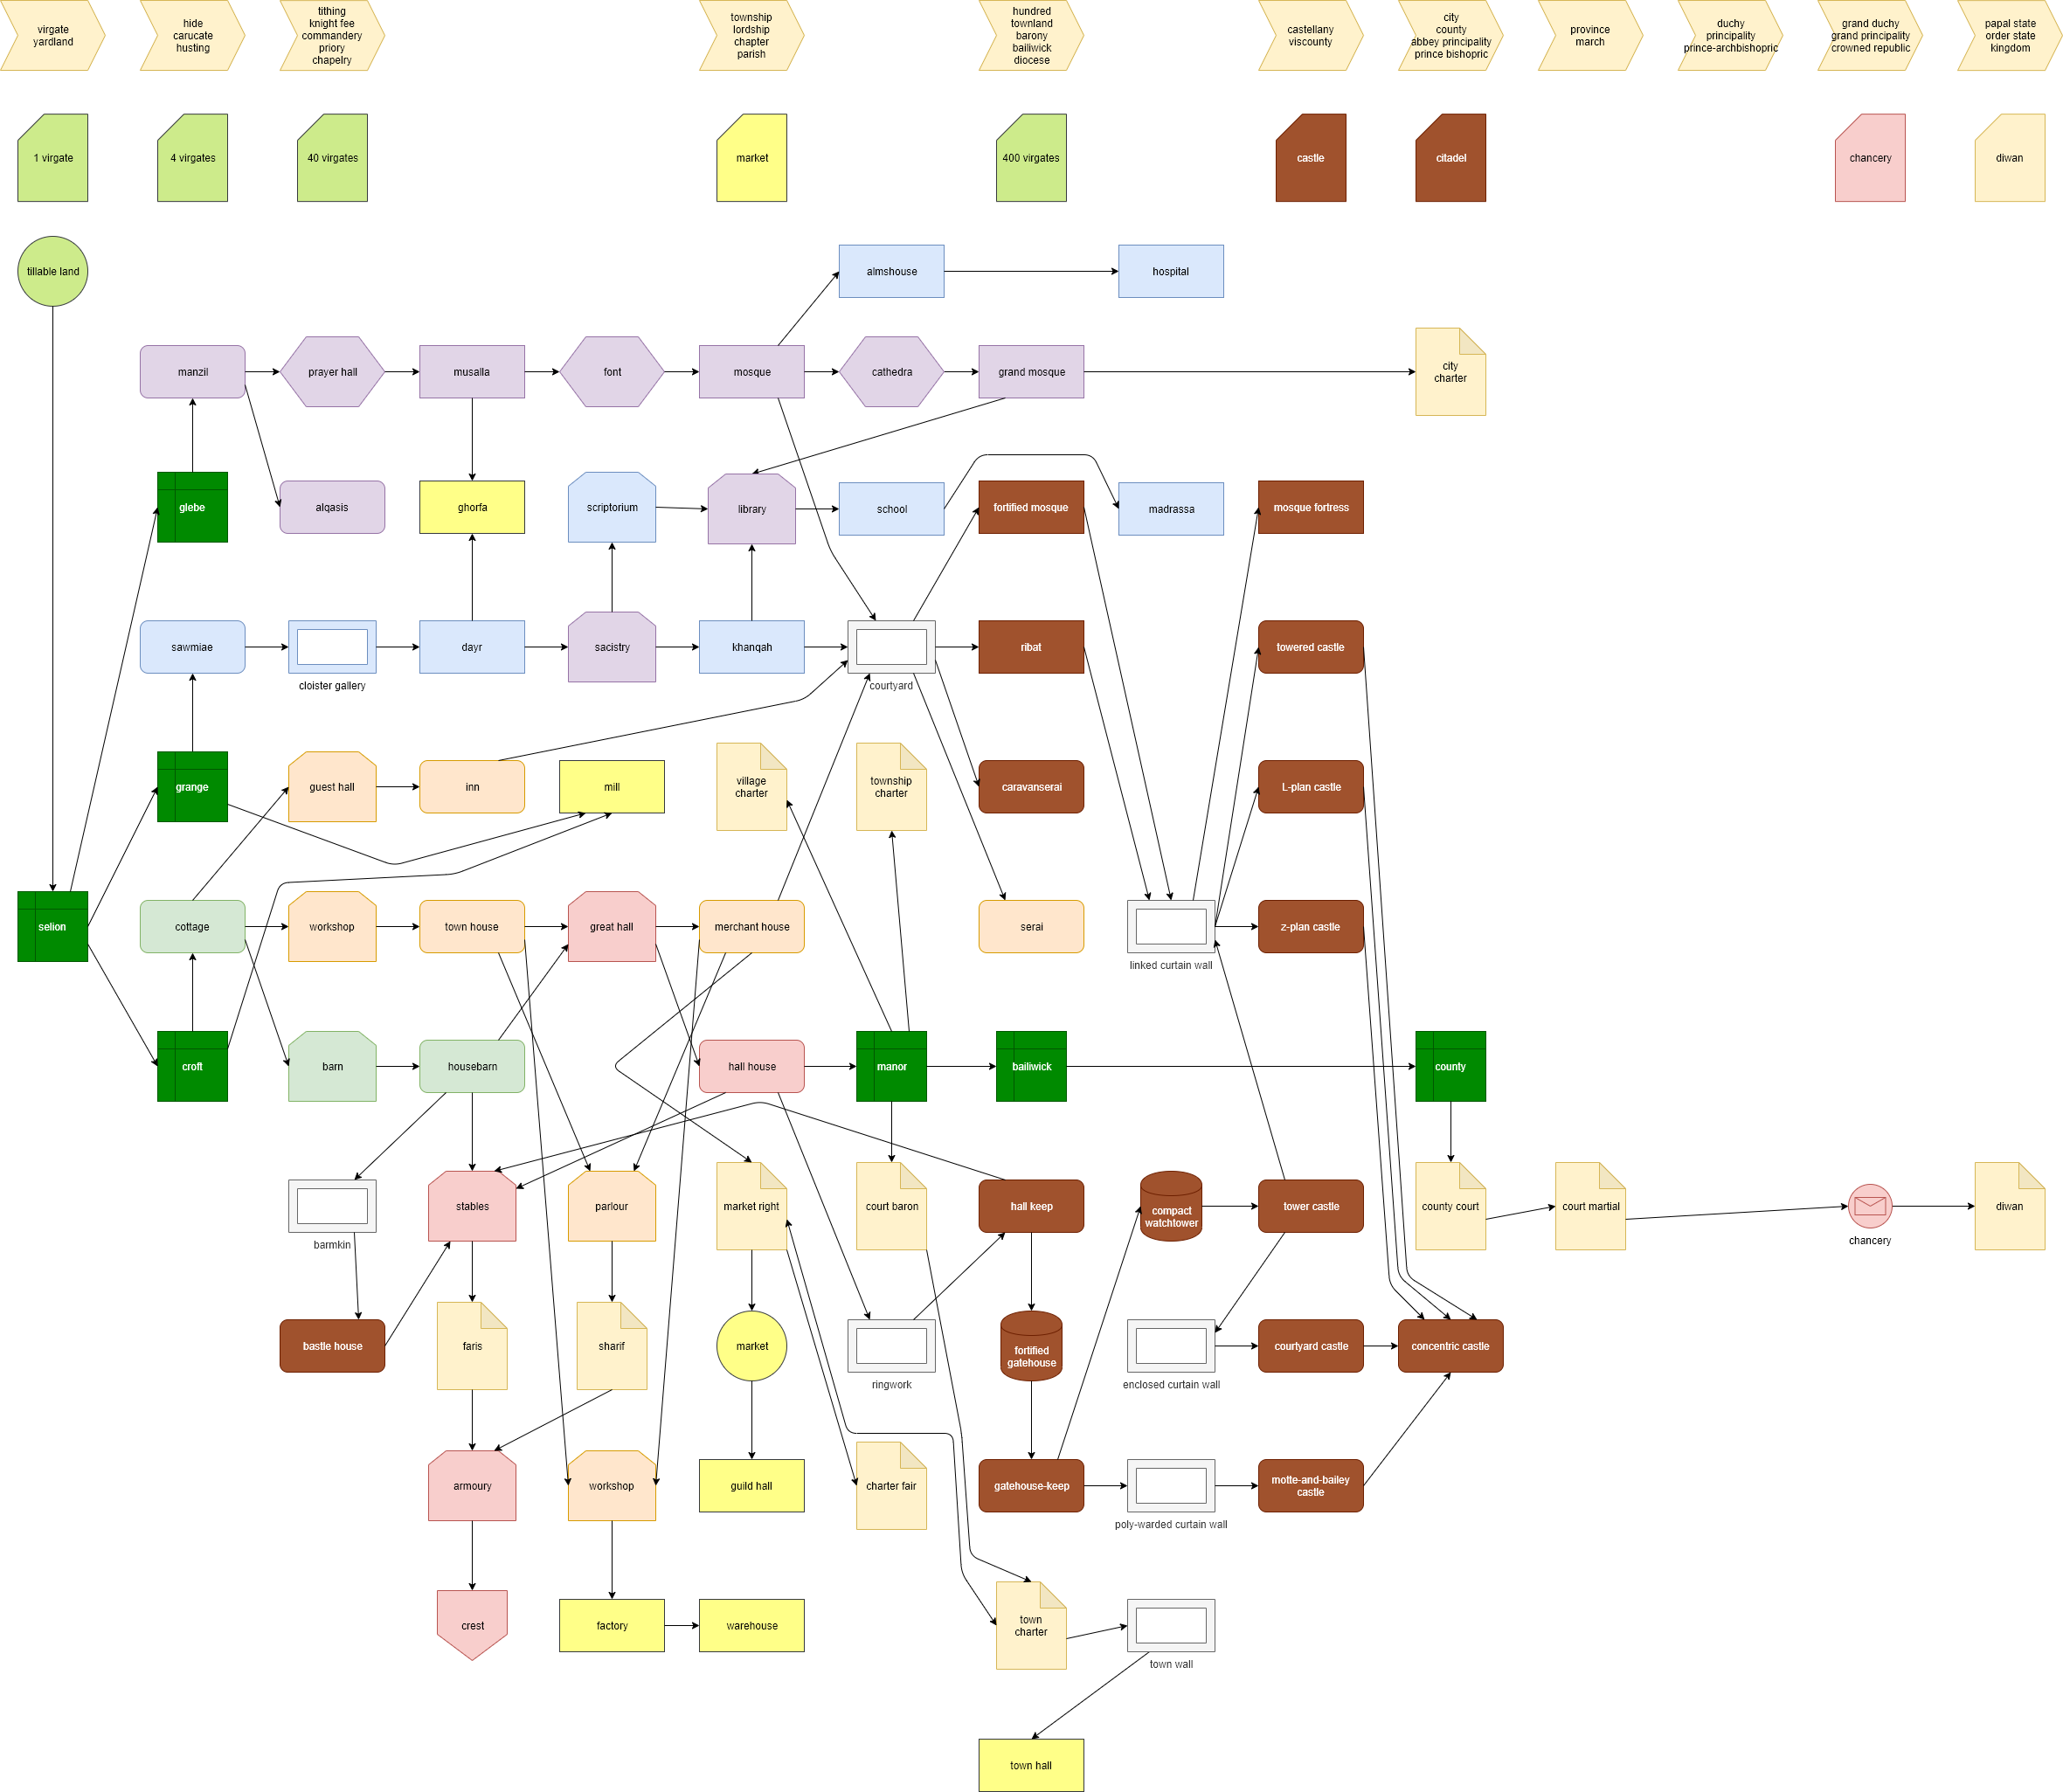 virgate
yardland
hide
carucate
husting
tithing
knight fee
commandery
priory
chapelry
township
lordship
chapter
parish
hundred
townland
barony
bailiwick
diocese
castellany
viscounty
city
county
abbey principality
prince bishopric
province
march
duchy
principality
prince-archbishopric
grand duchy
grand principality
crowned republic
papal state
order state
kingdom
1 virgate
4 virgates
40 virgates
market
400 virgates
castle
citadel
chancery
diwan
tillable land
almshouse
hospital
manzil
prayer hall
musalla
font
mosque
cathedra
grand mosque
city
charter
glebe
alqasis
ghorfa
scriptorium
library
school
fortified mosque
madrassa
mosque fortress
sawmiae
cloister gallery
dayr
sacistry
khanqah
courtyard
ribat
towered castle
grange
guest hall
inn
mill
village
charter
township
charter
caravanserai
L-plan castle
selion
cottage
workshop
town house
great hall
merchant house
serai
linked curtain wall
z-plan castle
croft
barn
housebarn
hall house
manor
bailiwick
county
barmkin
stables
parlour
market right
court baron
hall keep
compact
watchtower
tower castle
county court
court martial
chancery
diwan
bastle house
faris
sharif
market
ringwork
fortified
gatehouse
enclosed curtain wall
courtyard castle
concentric castle
armoury
workshop
guild hall
charter fair
gatehouse-keep
poly-warded curtain wall
motte-and-bailey
castle
crest
factory
warehouse
town
charter
town wall
town hall